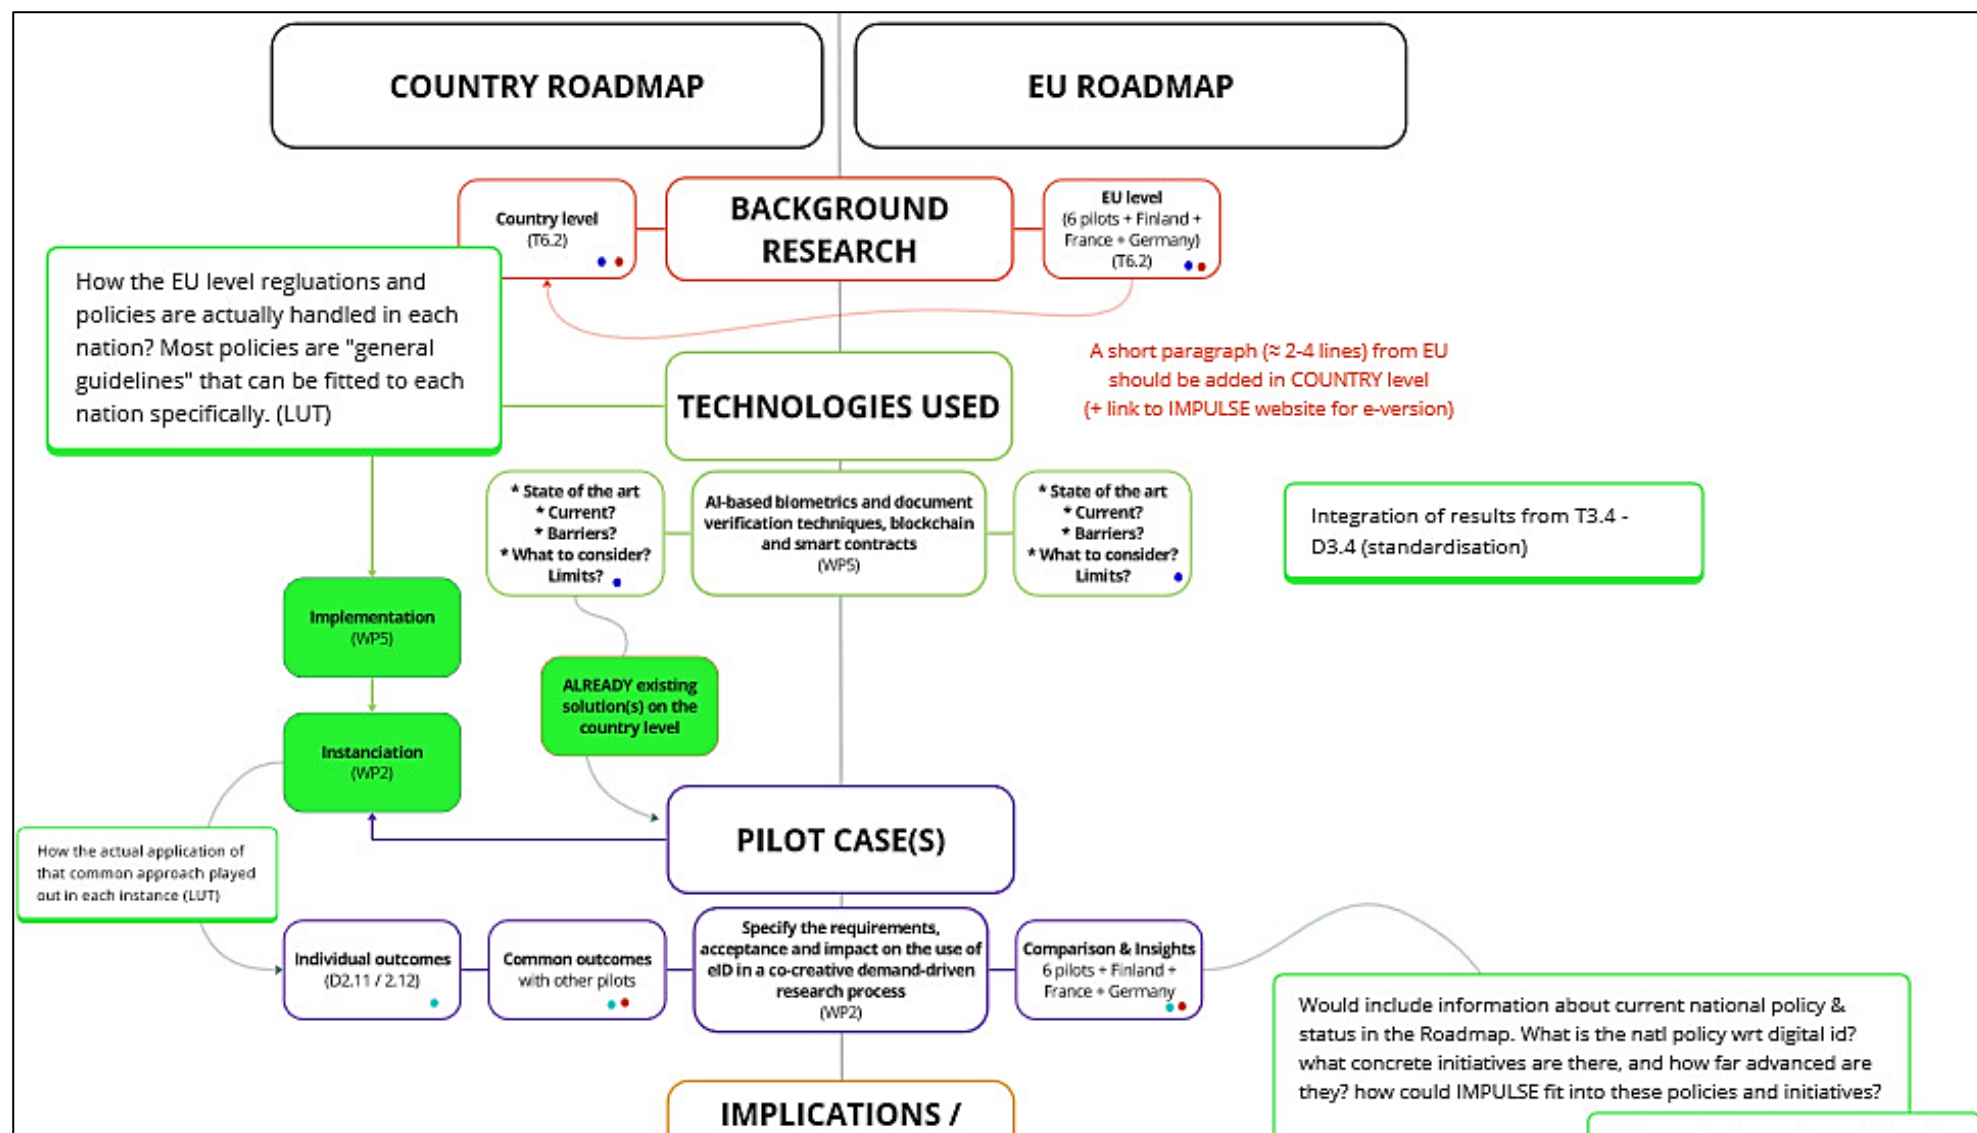 COUNTRY ROADMAP
EU ROADMAP
Country level
(T6.2)
BACKGROUND
RESEARCH
EU level
(6 pilots + Finland +
France + Germany)
(T6.2)
How the EU level regluations and
policies are actually handled in each
nation? Most policies are "general
guidelines" that can be fitted to each
nation specifically. (LUT)
A short paragraph (≈ 2-4 lines) from EU
should be added in COUNTRY level
(+ link to IMPULSE website for e-version)
TECHNOLOGIES USED
* State of the art
* Current?
* Barriers?
* What to consider?
Limits?
AI-based biometrics and document
verification techniques, blockchain
and smart contracts
(WP5)
* State of the art
* Current?
* Barriers?
* What to consider?
Limits?
Integration of results from T3.4 -
D3.4 (standardisation)
Implementation
(WP5)
ALREADY existing
solution(s) on the
country level
Instanciation
(WP2)
PILOT CASE(S)
How the actual application of
that common approach played
out in each instance (LUT)
Individual outcomes
(D2.11 / 2.12)
Common outcomes
with other pilots
Specify the requirements,
acceptance and impact on the use of
eID in a co-creative demand-driven
research process
(WP2)
Comparison & Insights
6 pilots + Finland +
France + Germany
Would include information about current national policy &
status in the Roadmap. What is the natl policy wrt digital id?
what concrete initiatives are there, and how far advanced are
they? how could IMPULSE fit into these policies and initiatives?
IMPLICATIONS /